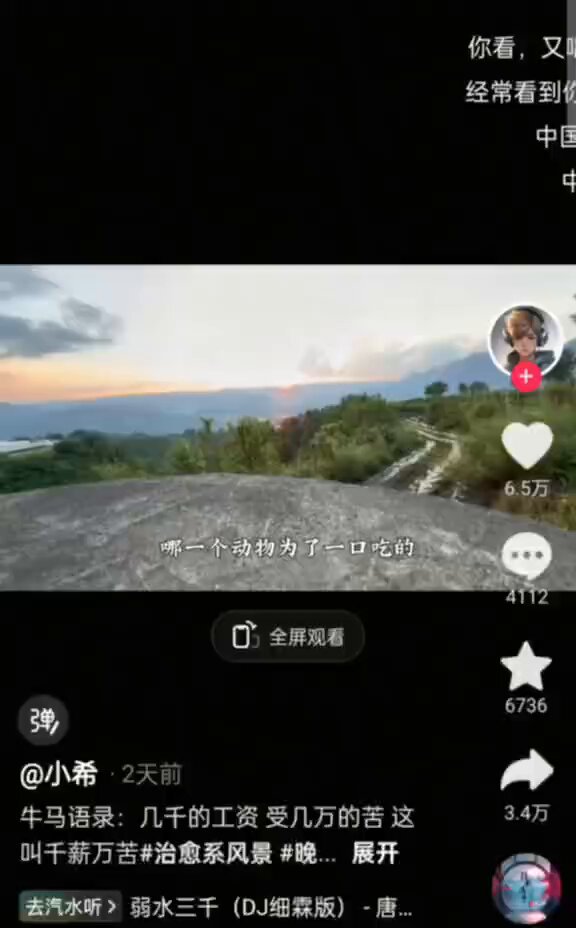 你看，又
经常看到你
中国
中
6.5万
哪一个动物为了一口吃的
4112
全屏观看
6736
弹
@小希 · 2天前
3.4万
牛马语录：几千的工资 受几万的苦 这
叫千薪万苦#治愈系风景 #晚... 展开
去汽水听 > 弱水三千（DJ细霖版） - 唐...